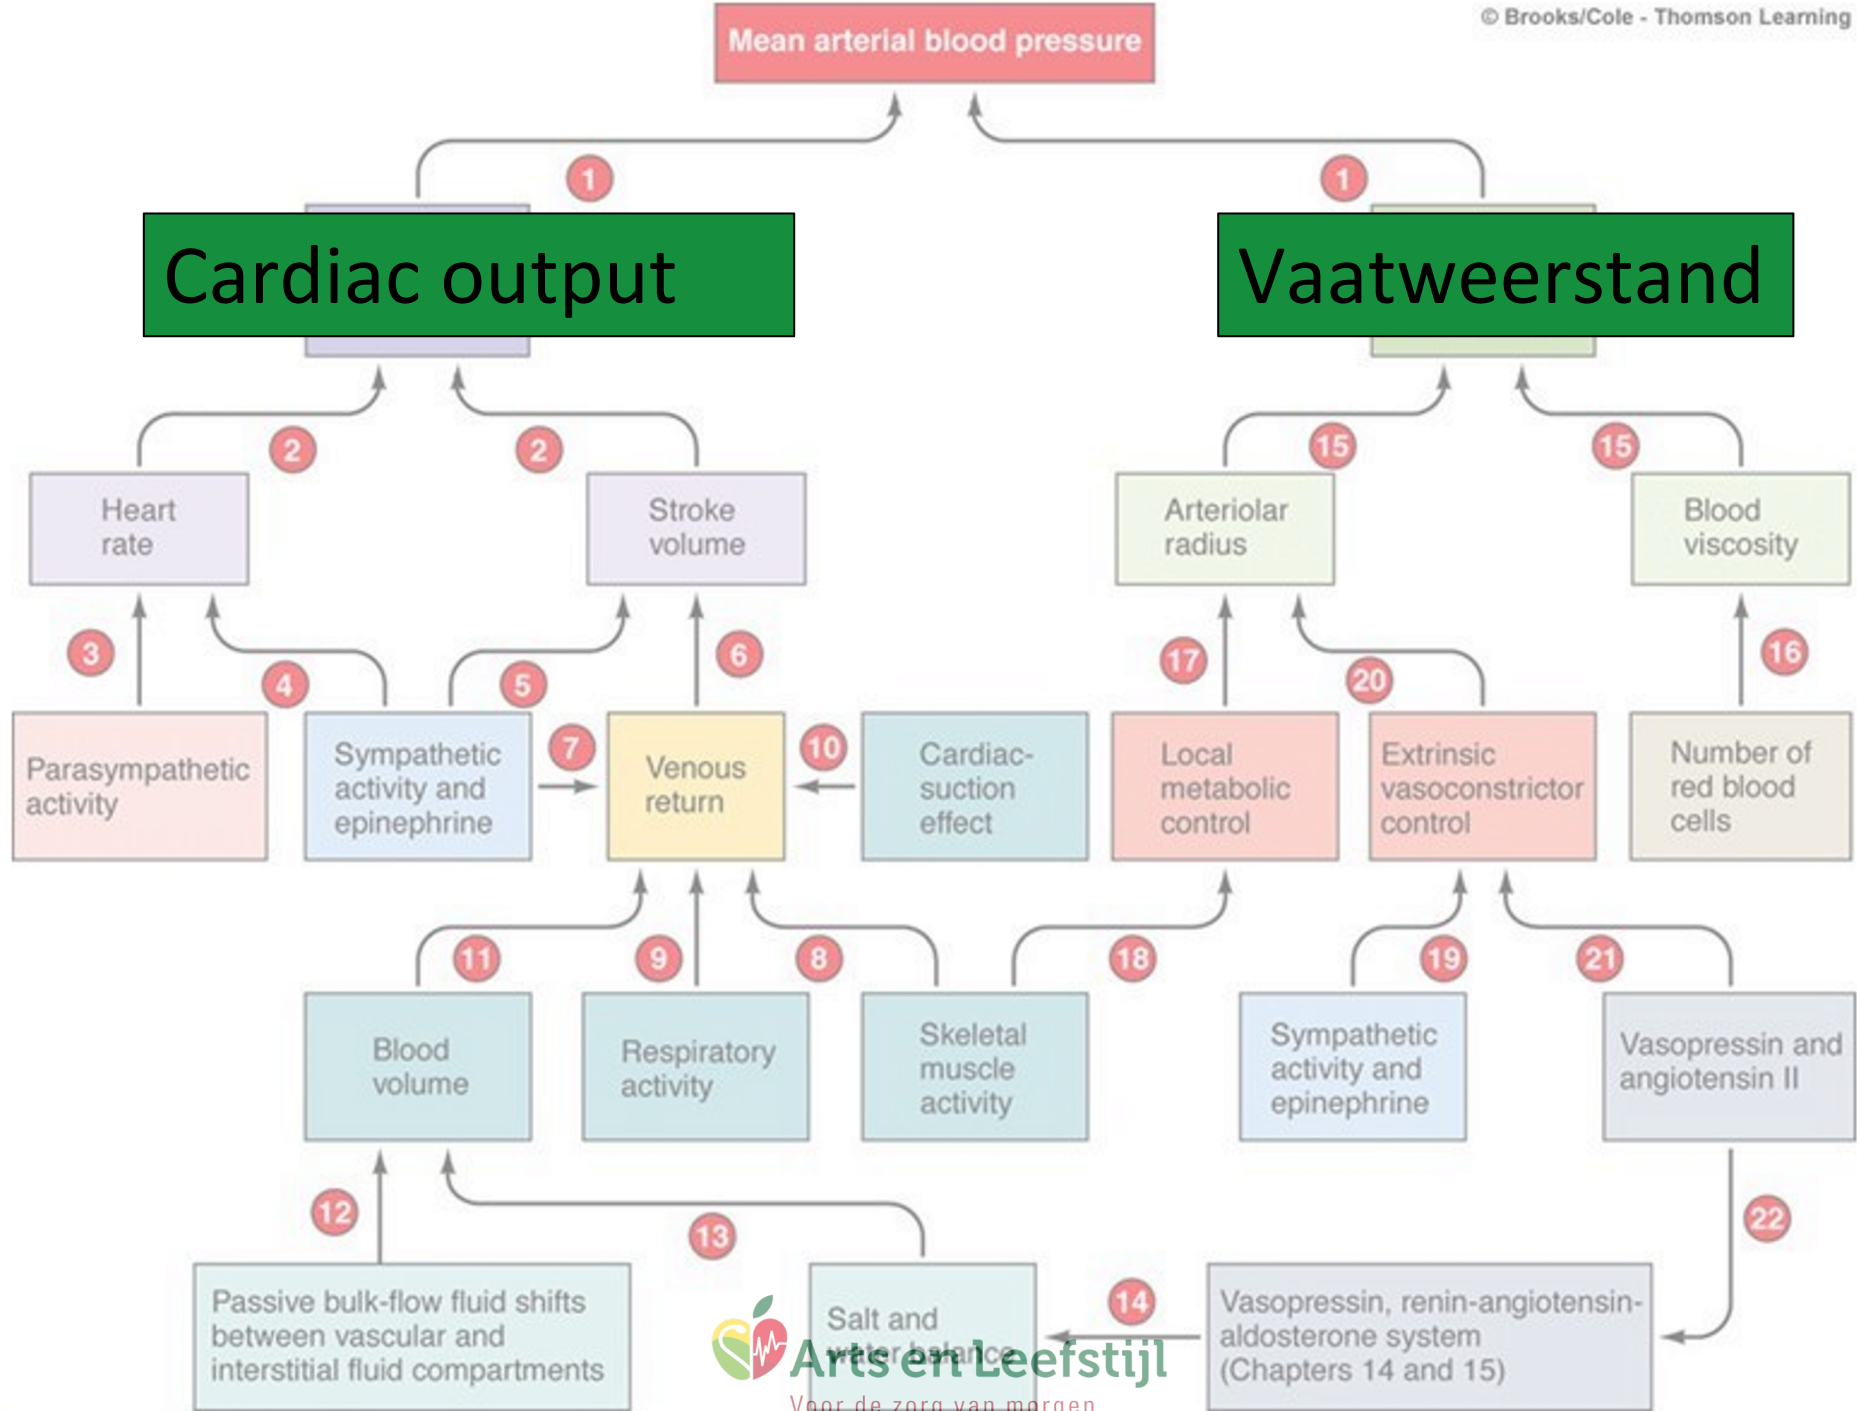 © Brooks/Cole - Thomson Learning
Mean arterial blood pressure
1
1
Cardiac output
Vaatweerstand
2
2
15
15
Heart
rate
Stroke
volume
Arteriolar
radius
Blood
viscosity
3
4
5
6
17
20
16
Parasympathetic
activity
Sympathetic
activity and
epinephrine
7
Venous
return
10
Cardiac-
suction
effect
Local
metabolic
control
Extrinsic
vasoconstrictor
control
Number of
red blood
cells
11
9
8
18
19
21
Blood
volume
Respiratory
activity
Skeletal
muscle
activity
Sympathetic
activity and
epinephrine
Vasopressin and
angiotensin II
12
13
22
Passive bulk-flow fluid shifts
between vascular and
interstitial fluid compartments
Salt and
water balance
14
Vasopressin, renin-angiotensin-
aldosterone system
(Chapters 14 and 15)
Arts en Leefstijl
Voor de zorg van morgen